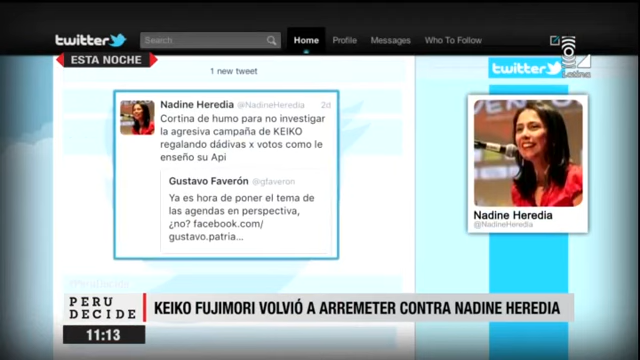 twitter
Search
Home
Profile
Messages
Who To Follow
ESTA NOCHE
Latina
1 new tweet
twitter
Nadine Heredia @NadineHeredia 2d
Cortina de humo para no investigar
la agresiva campaña de KEIKO
regalando dádivas x votos como le
enseño su Api
Gustavo Faverón @gfaveron
Ya es hora de poner el tema de
las agendas en perspectiva,
¿no? facebook.com/
gustavo.patria...
Nadine Heredia
@NadineHeredia
PERU
DECIDE
KEIKO FUJIMORI VOLVIÓ A ARREMETER CONTRA NADINE HEREDIA
11:13